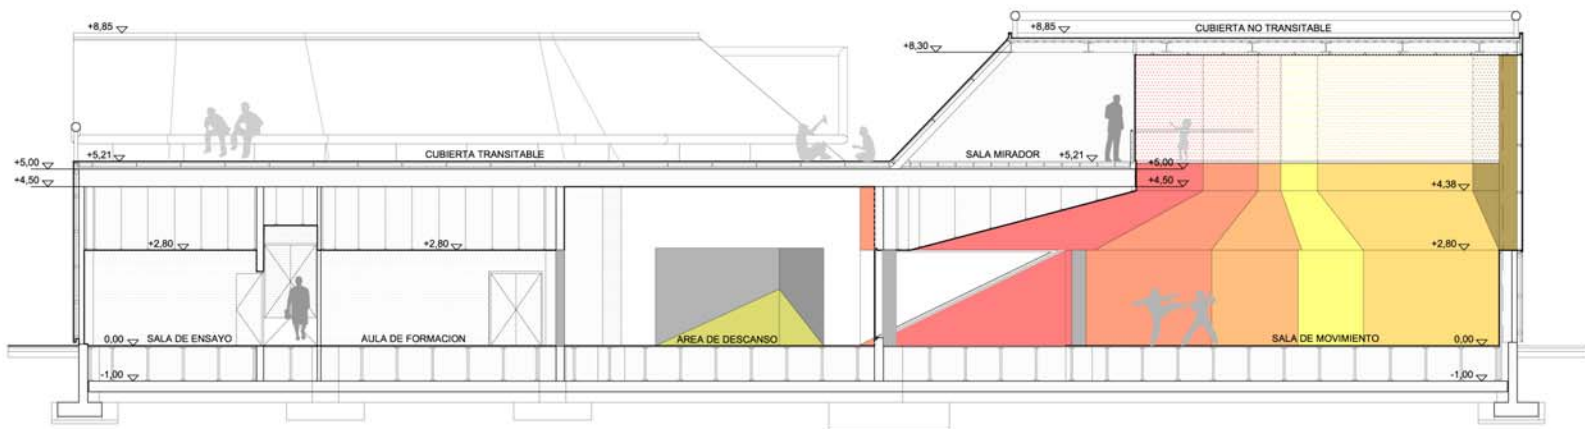 +8,85
+8,85
CUBIERTA NO TRANSITABLE
+8,30
+5,00
+5,21
CUBIERTA TRANSITABLE
SALA MIRADOR
+5,21
+5,00
+4,50
+4,50
+4,38
+2,80
+2,80
+2,80
0,00
SALA DE ENSAYO
AULA DE FORMACION
AREA DE DESCANSO
SALA DE MOVIMIENTO
0,00
-1,00
-1,00